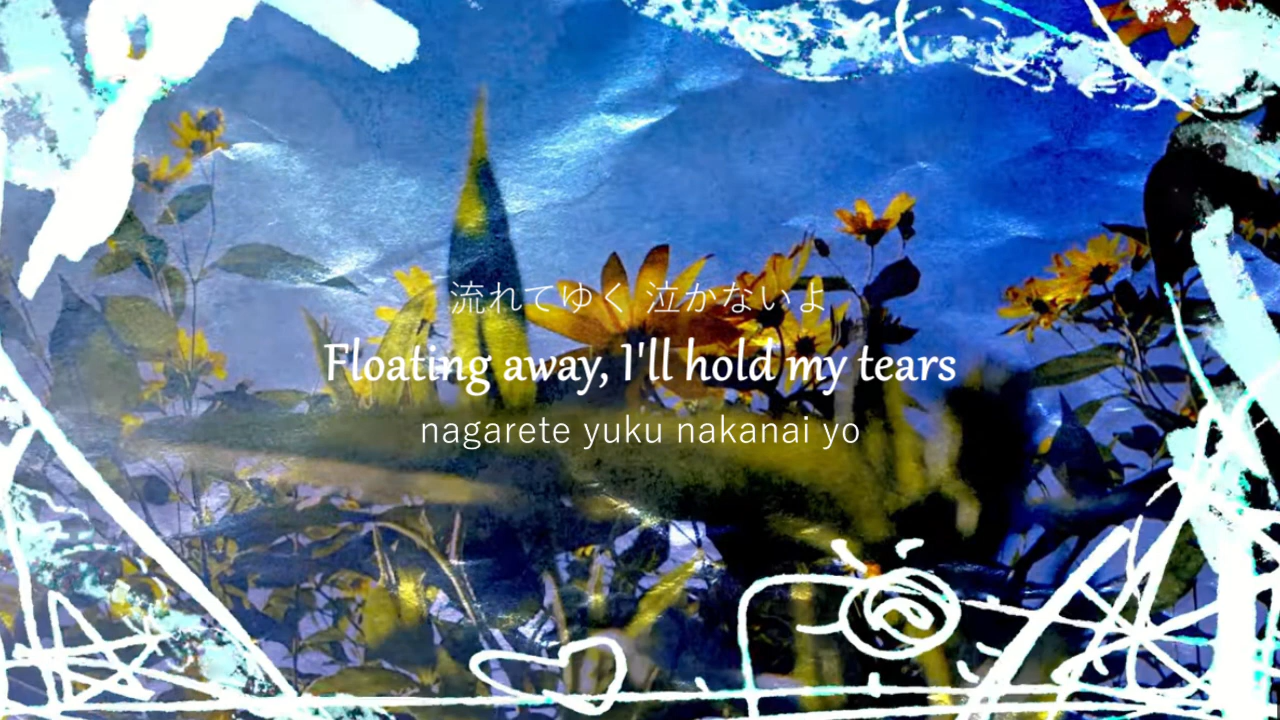 流れてゆく 泣かないよ
Floating away, I'll hold my tears
nagarete yuku nakanai yo